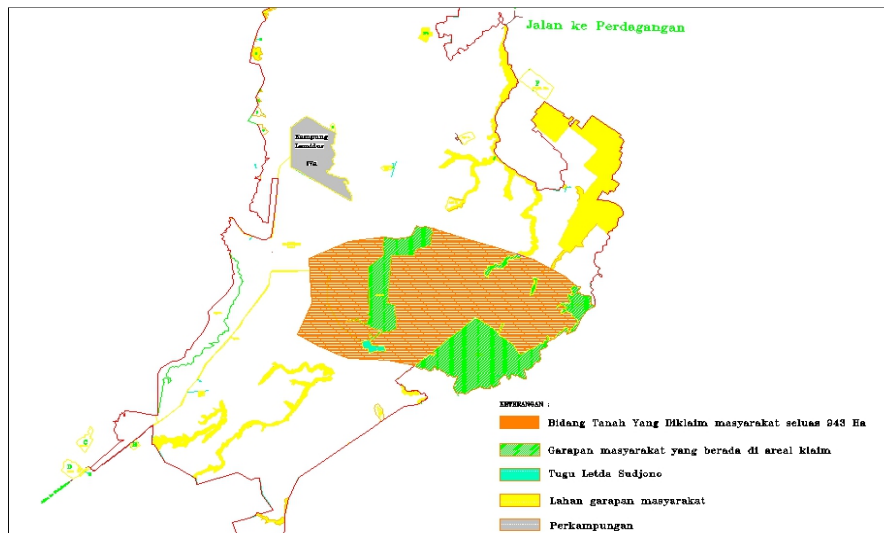 Jalan ke Perdagangan
P
Kampung
C
D
KETERANGAN :
Bidang Tanah Yang Diklaim masyarakat seluas 943 Ha
Garapan masyarakat yang berada di areal klaim
Tugu Letda Sudjono
Lahan garapan masyarakat
Perkampungan